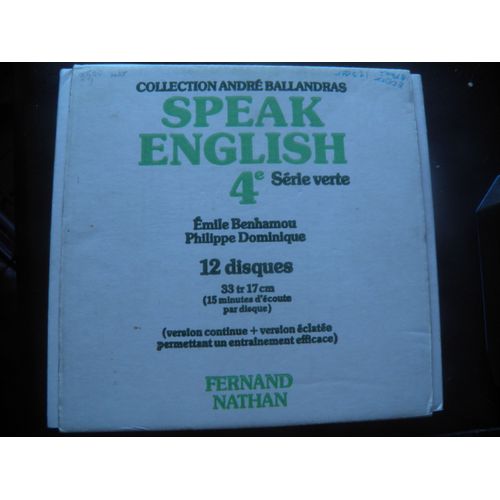 COLLECTION ANDRÉ BALLANDRAS
SPEAK
ENGLISH
4e Série verte
Émile Benhamou
Philippe Dominique
12 disques
33 tr 17 cm
(15 minutes d'écoute
par disque)
(version continue + version éclatée
permettant un entrainement efficace)
FERNAND
NATHAN